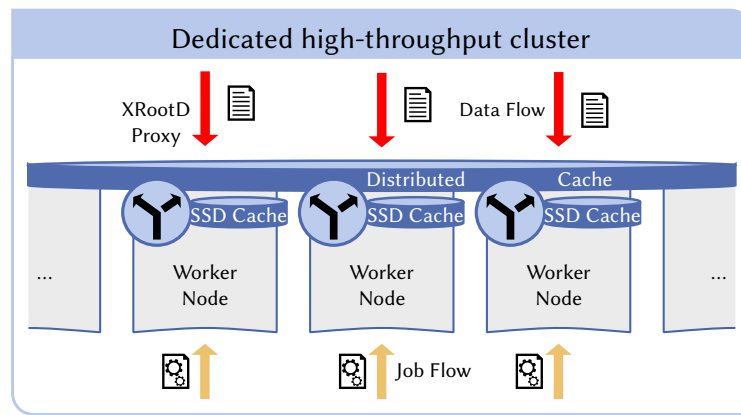 Dedicated high-throughput cluster
XRootD
Proxy
Data Flow
Distributed Cache
SSD Cache
SSD Cache
SSD Cache
...
Worker
Node
Worker
Node
Worker
Node
...
Job Flow